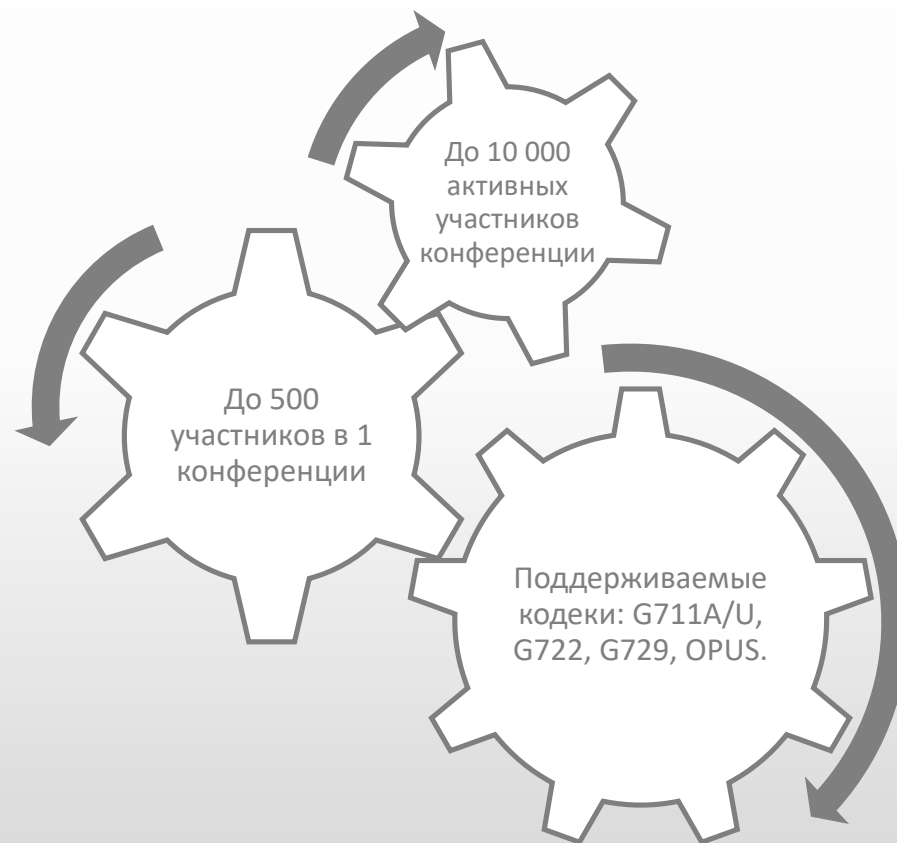 До 10 000
активных
участников
конференции
До 500
участников в 1
конференции
Поддерживаемые
кодеки: G711A/U,
G722, G729, OPUS.